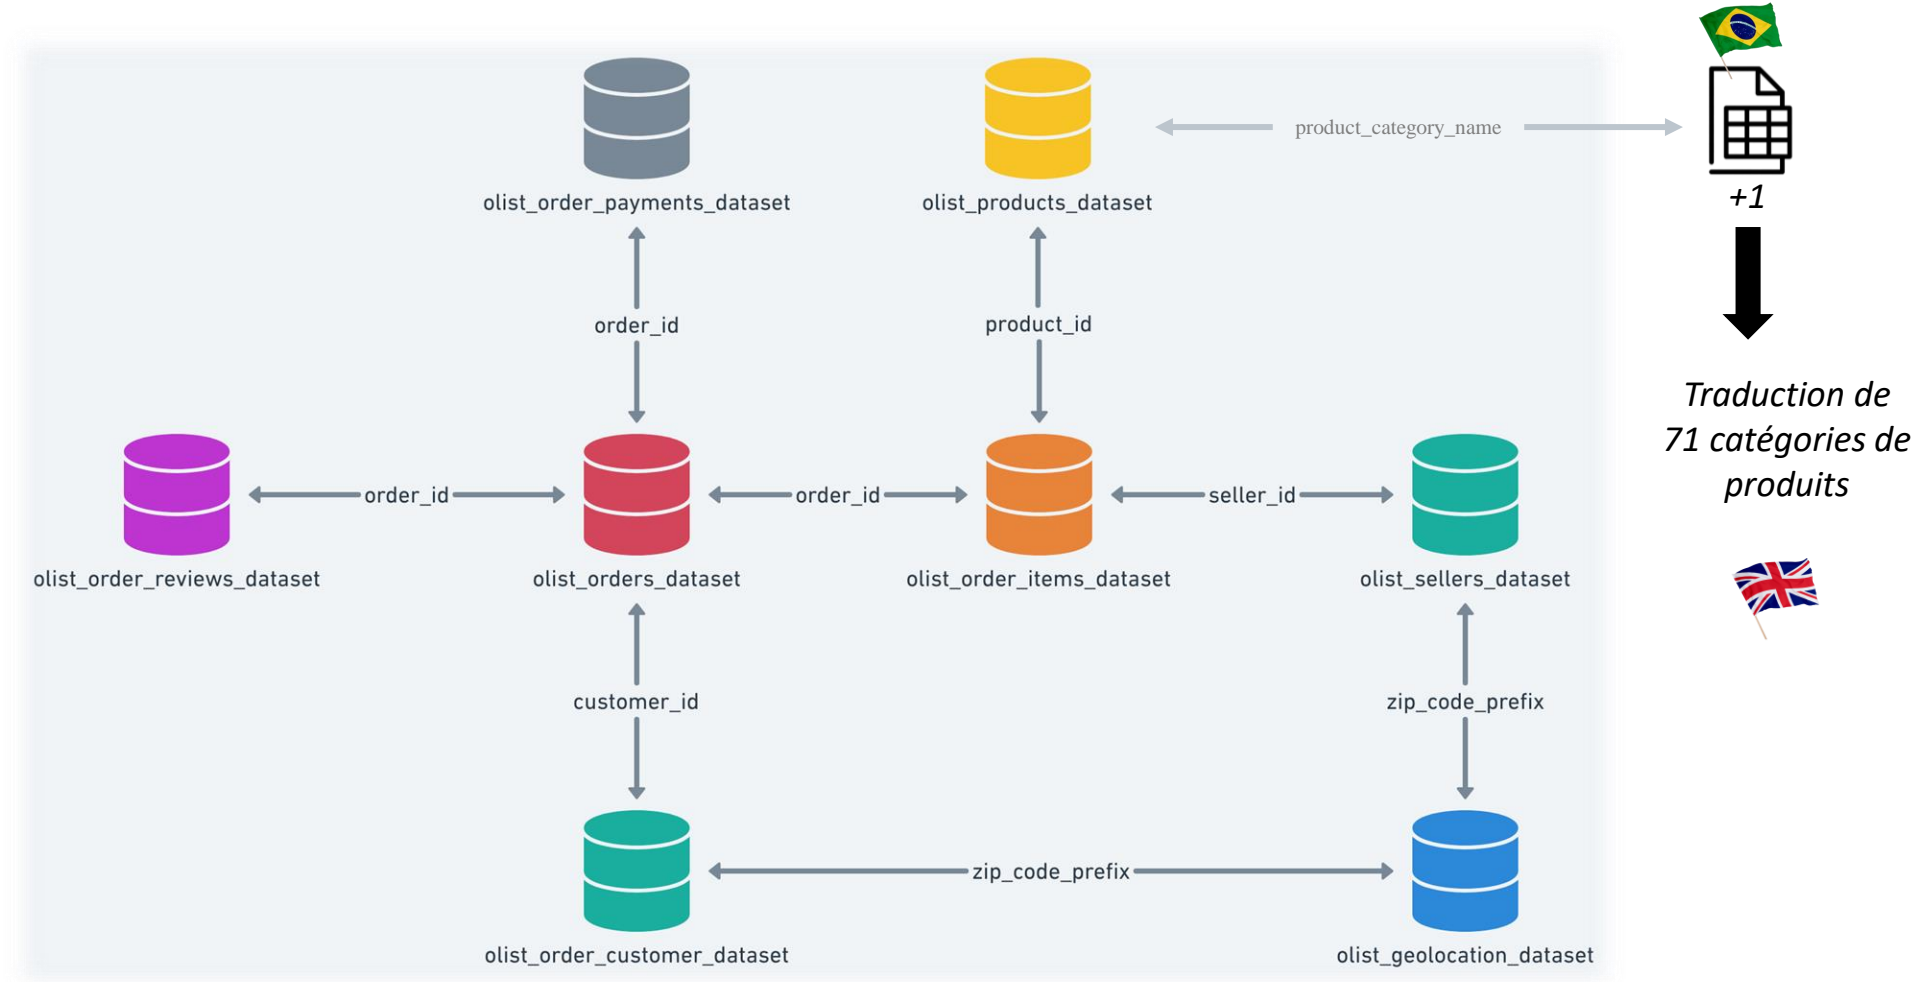 product_category_name
+1
olist_order_payments_dataset
olist_products_dataset
order_id
product_id
Traduction de
71 catégories de
produits
order_id
order_id
seller_id
olist_order_reviews_dataset
olist_orders_dataset
olist_order_items_dataset
olist_sellers_dataset
customer_id
zip_code_prefix
zip_code_prefix
olist_order_customer_dataset
olist_geolocation_dataset